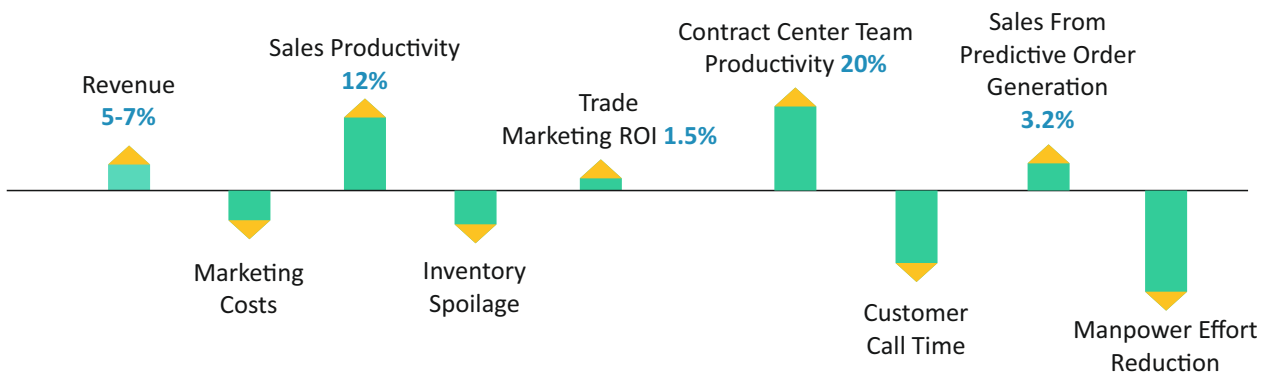 Revenue
5-7%
Marketing
Costs
Sales Productivity
12%
Inventory
Spoilage
Trade
Marketing ROI 1.5%
Contract Center Team
Productivity 20%
Customer
Call Time
Sales From
Predictive Order
Generation
3.2%
Manpower Effort
Reduction